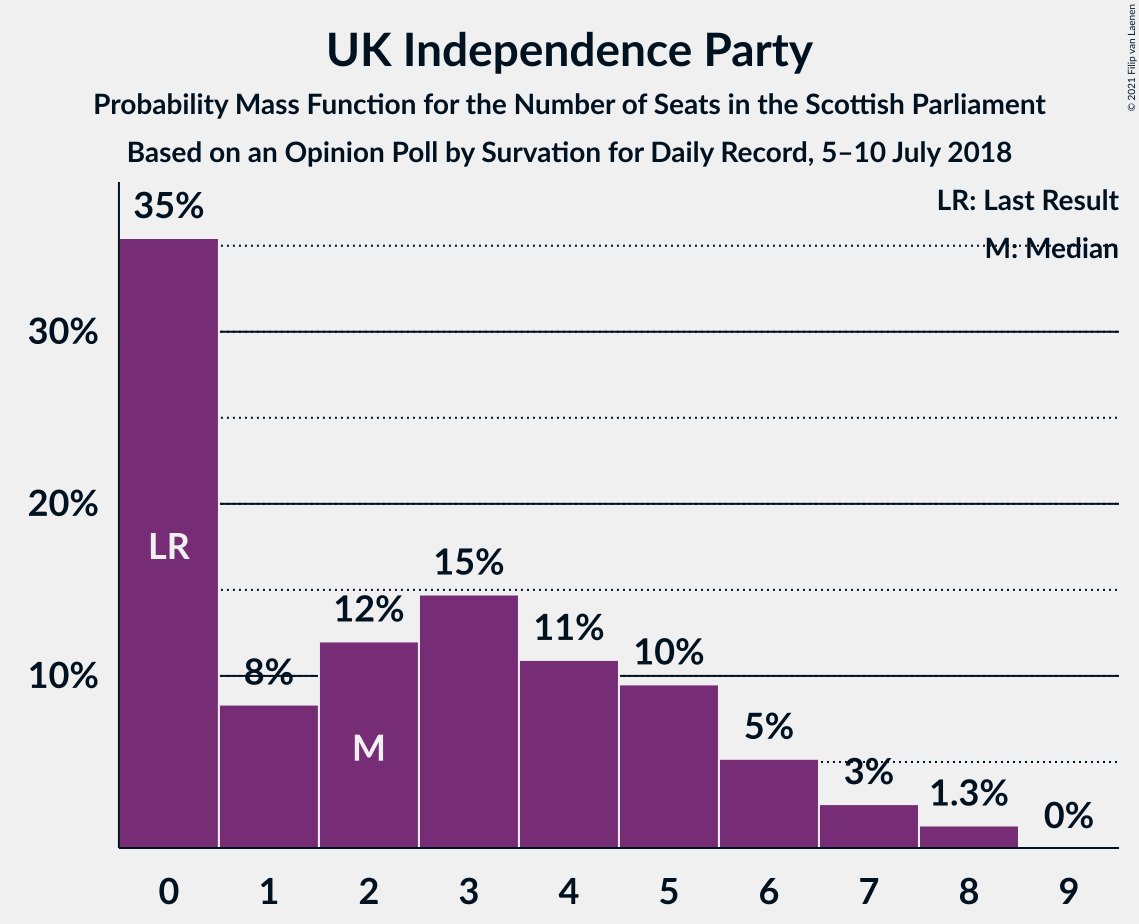 UK Independence Party
Probability Mass Function for the Number of Seats in the Scottish Parliament
Based on an Opinion Poll by Survation for Daily Record, 5–10 July 2018
© 2021 Filip van Laenen
LR: Last Result
M: Median
30%
20%
10%
35%
8%
12%
15%
11%
10%
5%
3%
1.3%
0%
LR
M
0 1 2 3 4 5 6 7 8 9